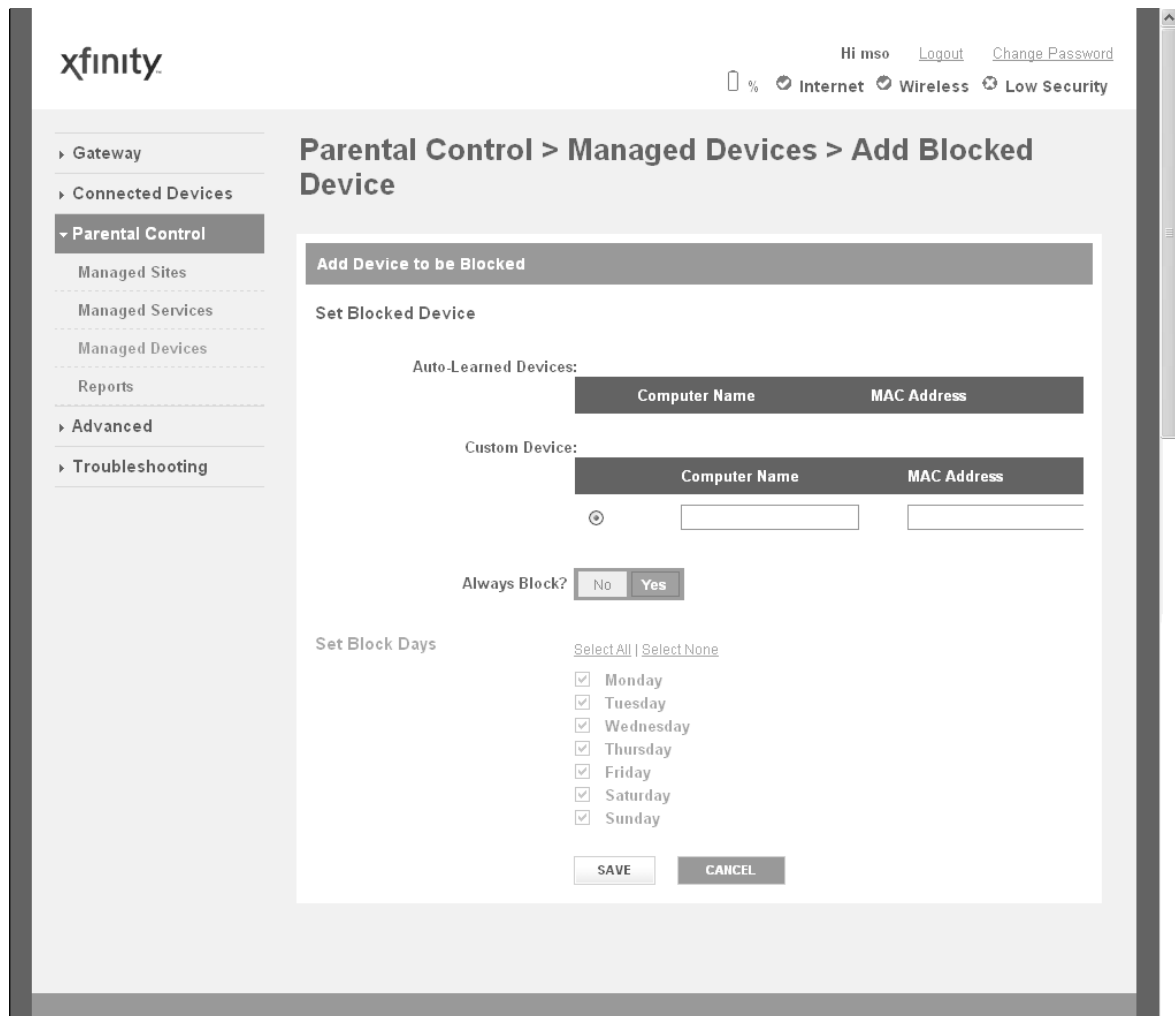 xfinity
Hi mso Logout Change Password
% Internet Wireless Low Security
Gateway
Connected Devices
Parental Control
Managed Sites
Managed Services
Managed Devices
Reports
Advanced
Troubleshooting
Parental Control > Managed Devices > Add Blocked
Device
Add Device to be Blocked
Set Blocked Device
Auto-Learned Devices:
Computer Name MAC Address
Custom Device:
Computer Name MAC Address
Always Block? No Yes
Set Block Days Select All | Select None
Monday
Tuesday
Wednesday
Thursday
Friday
Saturday
Sunday
SAVE CANCEL